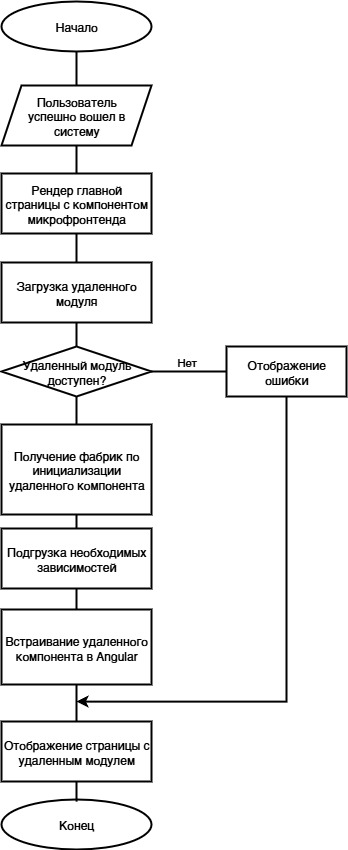 Начало
Пользователь
успешно вошел в
систему
Рендер главной
страницы с компонентом
микрофронтенда
Загрузка удаленного
модуля
Удаленный модуль
доступен?
Нет
Отображение
ошибки
Получение фабрик по
инициализации
удаленного компонента
Подгрузка необходимых
зависимостей
Встраивание удаленного
компонента в Angular
Отображение страницы с
удаленным модулем
Конец